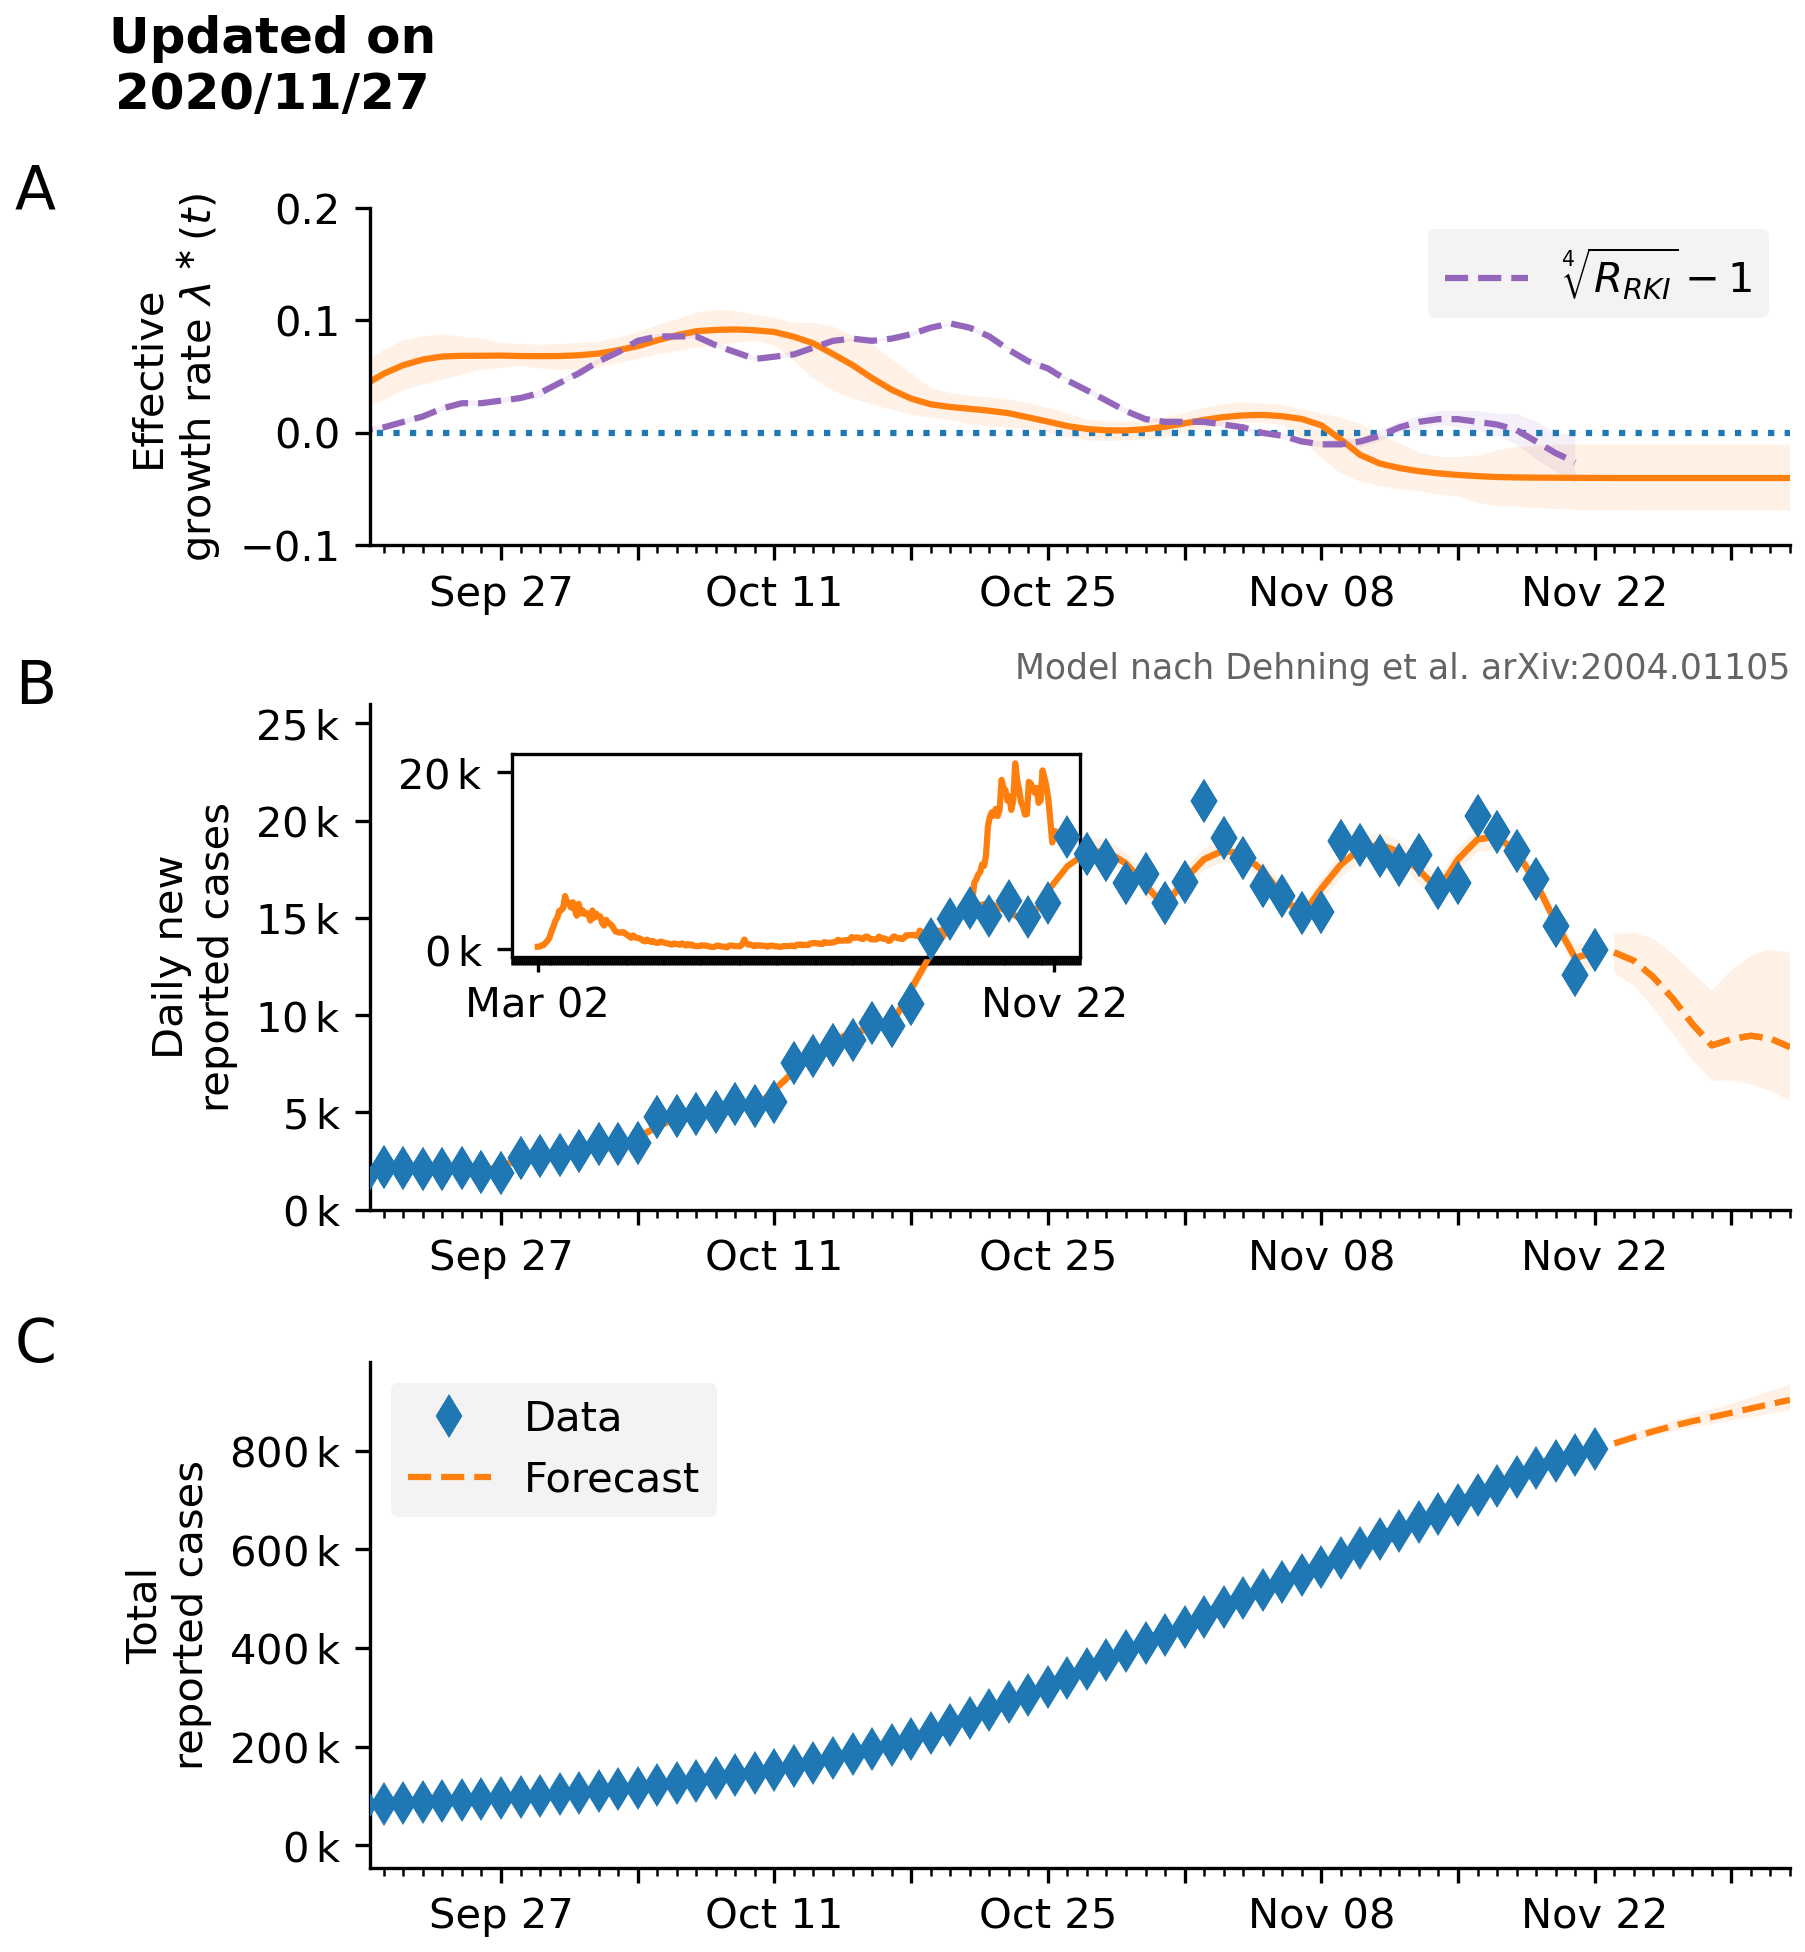 Updated on
2020/11/27
A
Effective
growth rate λ * (t)
0.2
0.1
0.0
−0.1
∜R_RKI − 1
Sep 27
Oct 11
Oct 25
Nov 08
Nov 22
Model nach Dehning et al. arXiv:2004.01105
B
Daily new
reported cases
25 k
20 k
15 k
10 k
5 k
0 k
20 k
0 k
Mar 02
Nov 22
Sep 27
Oct 11
Oct 25
Nov 08
Nov 22
C
Total
reported cases
800 k
600 k
400 k
200 k
0 k
Data
Forecast
Sep 27
Oct 11
Oct 25
Nov 08
Nov 22